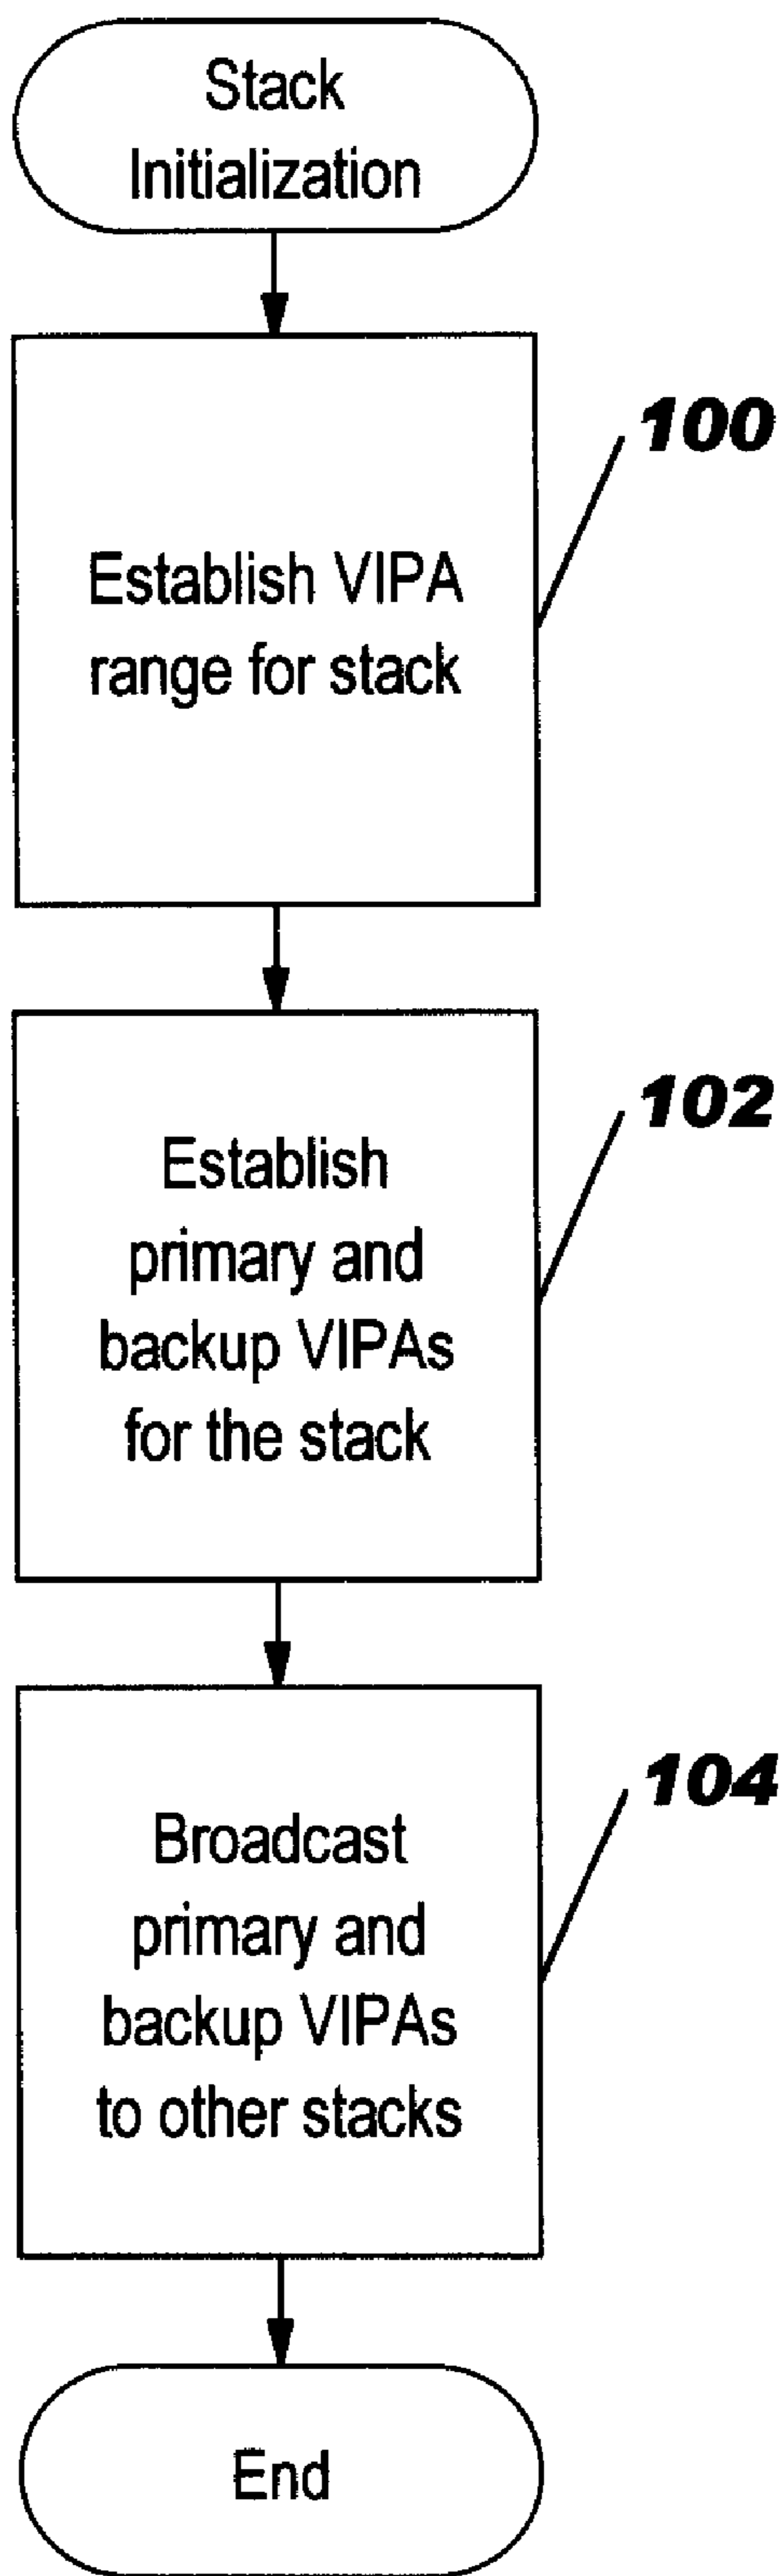 Stack
Initialization
100
Establish VIPA
range for stack
102
Establish
primary and
backup VIPAs
for the stack
104
Broadcast
primary and
backup VIPAs
to other stacks
End